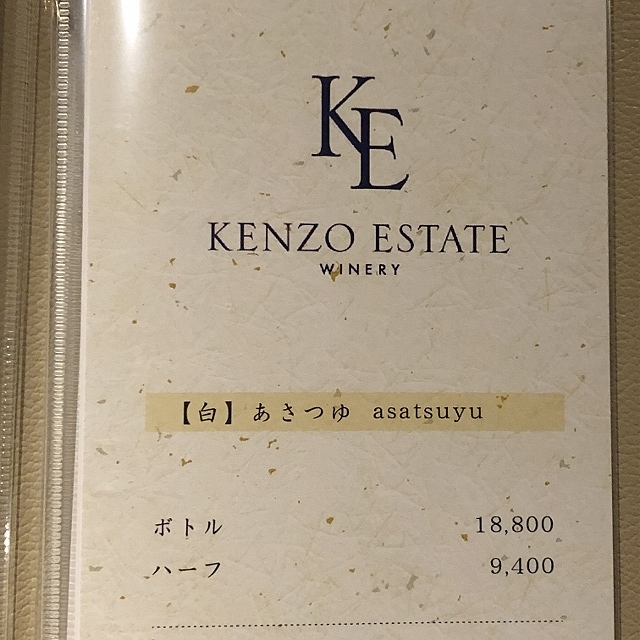 KE
KENZO ESTATE
WINERY
【白】あさつゆ asatsuyu
ボトル 18,800
ハーフ 9,400